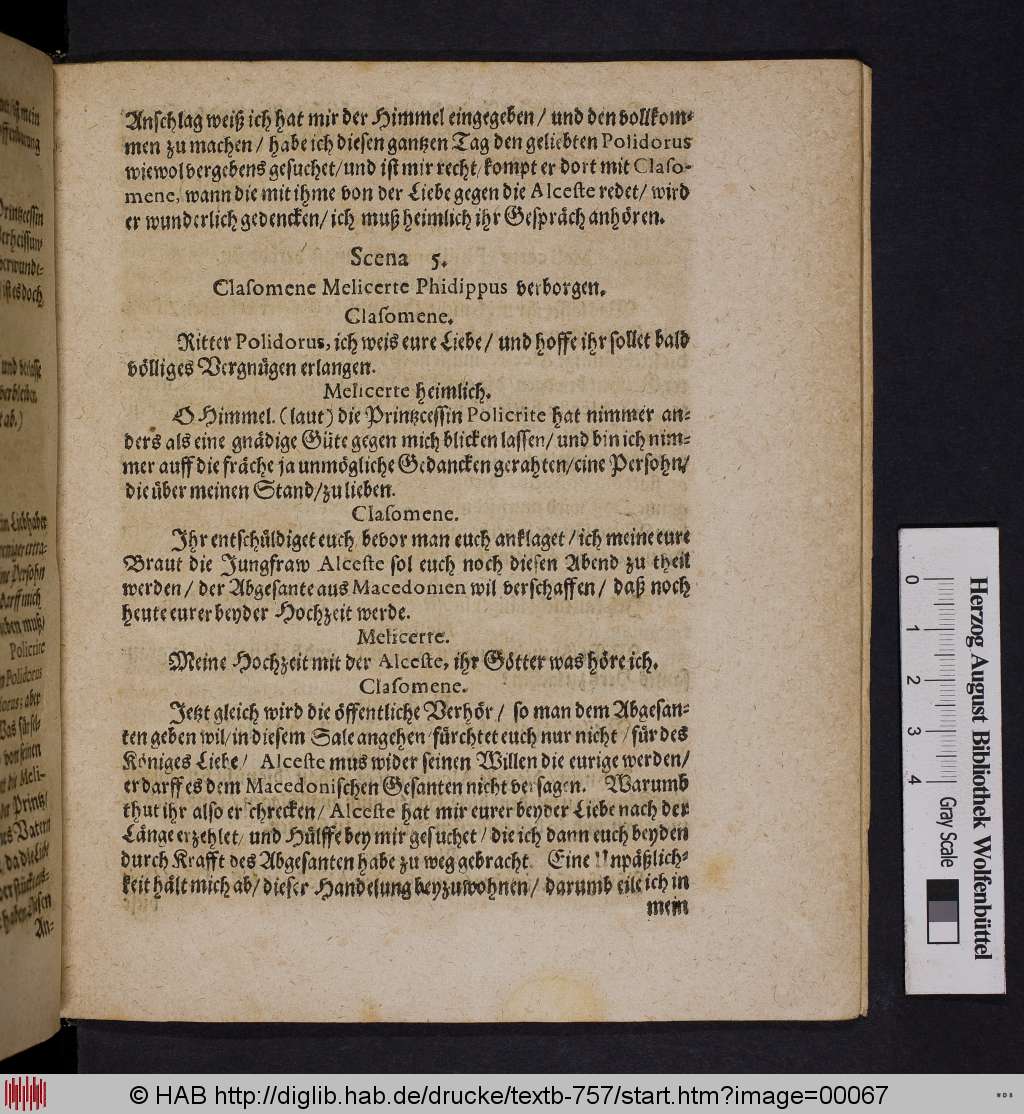 Anschlag weiß ich hat mir der Himmel eingegeben / und den vollkom-
men zu machen / habe ich diesen gantzen Tag den geliebten Polidorus
wiewol vergebens gesuchet / und ist mir recht / kompt er dort mit Claso-
mene, wann die mit ihme von der Liebe gegen die Alceste redet / wird
er wunderlich gedencken / ich muß heimlich ihr Gespräch anhören.
Scena 5.
Clasomene Melicerte Phidippus verborgen.
Clasomene.
Ritter Polidorus, ich weis eure Liebe / und hoffe ihr sollet bald
völliges Vergnügen erlangen.
Melicerte heimlich.
O Himmel. (laut) die Printzcessin Policrite hat nimmer an-
ders als eine gnädige Güte gegen mich blicken lassen / und bin ich nim-
mer auff die fräche ja unmögliche Gedancken gerahten / eine Persohn /
die über meinen Stand / zu lieben.
Clasomene.
Ihr entschüldiget euch bevor man euch anklaget / ich meine eure
Braut die Jungfraw Alceste sol euch noch diesen Abend zu theil
werden / der Abgesante aus Macedonien wil verschaffen / daß noch
heute eurer beyder Hochzeit werde.
Melicerte.
Meine Hochzeit mit der Alceste, ihr Götter was höre ich.
Clasomene.
Jetzt gleich wird die öffentliche Verhör / so man dem Abgesan-
ten geben wil / in diesem Sale angehen fürchtet euch nur nicht / für des
Königes Liebe / Alceste mus wider seinen Willen die eurige werden /
er darff es dem Macedonischen Gesanten nicht versagen. Warumb
thut ihr also erschrecken / Alceste hat mir eurer beyder Liebe nach der
Länge erzehlet / und Hülffe bey mir gesuchet / die ich dann euch beyden
durch Krafft des Abgesanten habe zu weg gebracht. Eine Unpäßlich-
keit hält mich ab / dieser Handelung beyzuwohnen / darumb eile ich in
mein
Herzog August Bibliothek Wolfenbüttel
0 1 2 3 4 Gray Scale
© HAB http://diglib.hab.de/drucke/textb-757/start.htm?image=00067